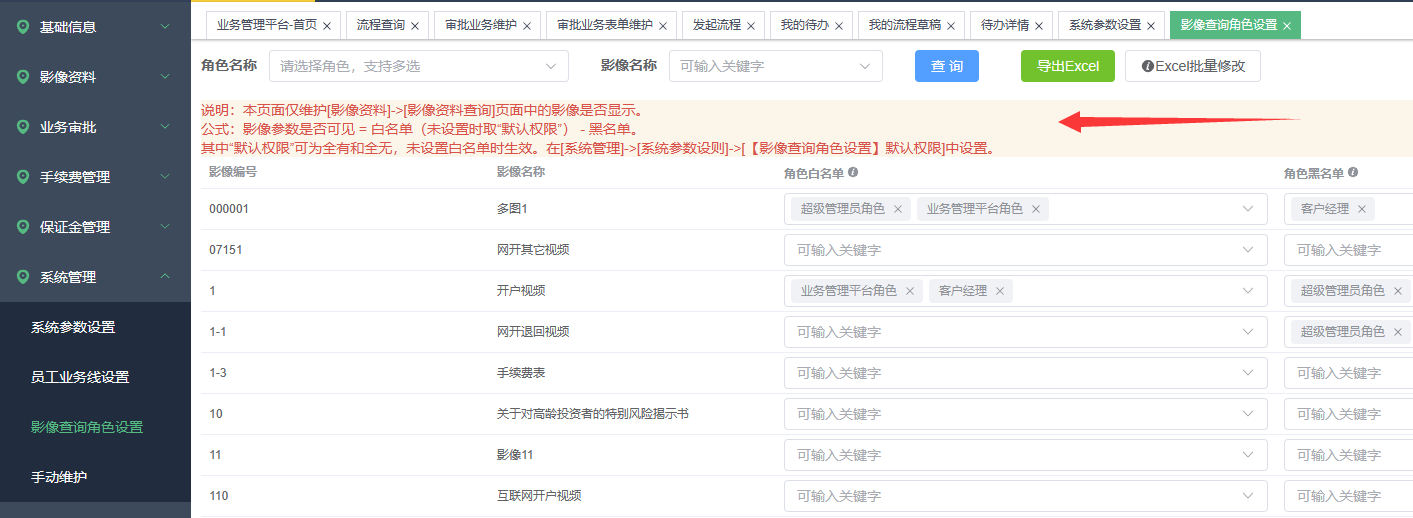 基础信息
影像资料
业务审批
手续费管理
保证金管理
系统管理
系统参数设置
员工业务线设置
影像查询角色设置
手动维护
业务管理平台-首页 流程查询 审批业务维护 审批业务表单维护 发起流程 我的待办 我的流程草稿 待办详情 系统参数设置 影像查询角色设置
角色名称 请选择角色，支持多选 影像名称 可输入关键字 查 询 导出Excel Excel批量修改
说明：本页面仅维护[影像资料]->[影像资料查询]页面中的影像是否显示。
公式：影像参数是否可见 = 白名单（未设置时取“默认权限”） - 黑名单。
其中“默认权限”可为全有和全无，未设置白名单时生效。在[系统管理]->[系统参数设则]->[【影像查询角色设置】默认权限]中设置。
影像编号 影像名称 角色白名单 角色黑名单
000001 多图1 超级管理员角色 业务管理平台角色 客户经理
07151 网开其它视频 可输入关键字 可输入关键字
1 开户视频 业务管理平台角色 客户经理 超级管理员角色
1-1 网开退回视频 可输入关键字 超级管理员角色
1-3 手续费表 可输入关键字 可输入关键字
10 关于对高龄投资者的特别风险揭示书 可输入关键字 可输入关键字
11 影像11 可输入关键字 可输入关键字
110 互联网开户视频 可输入关键字 可输入关键字